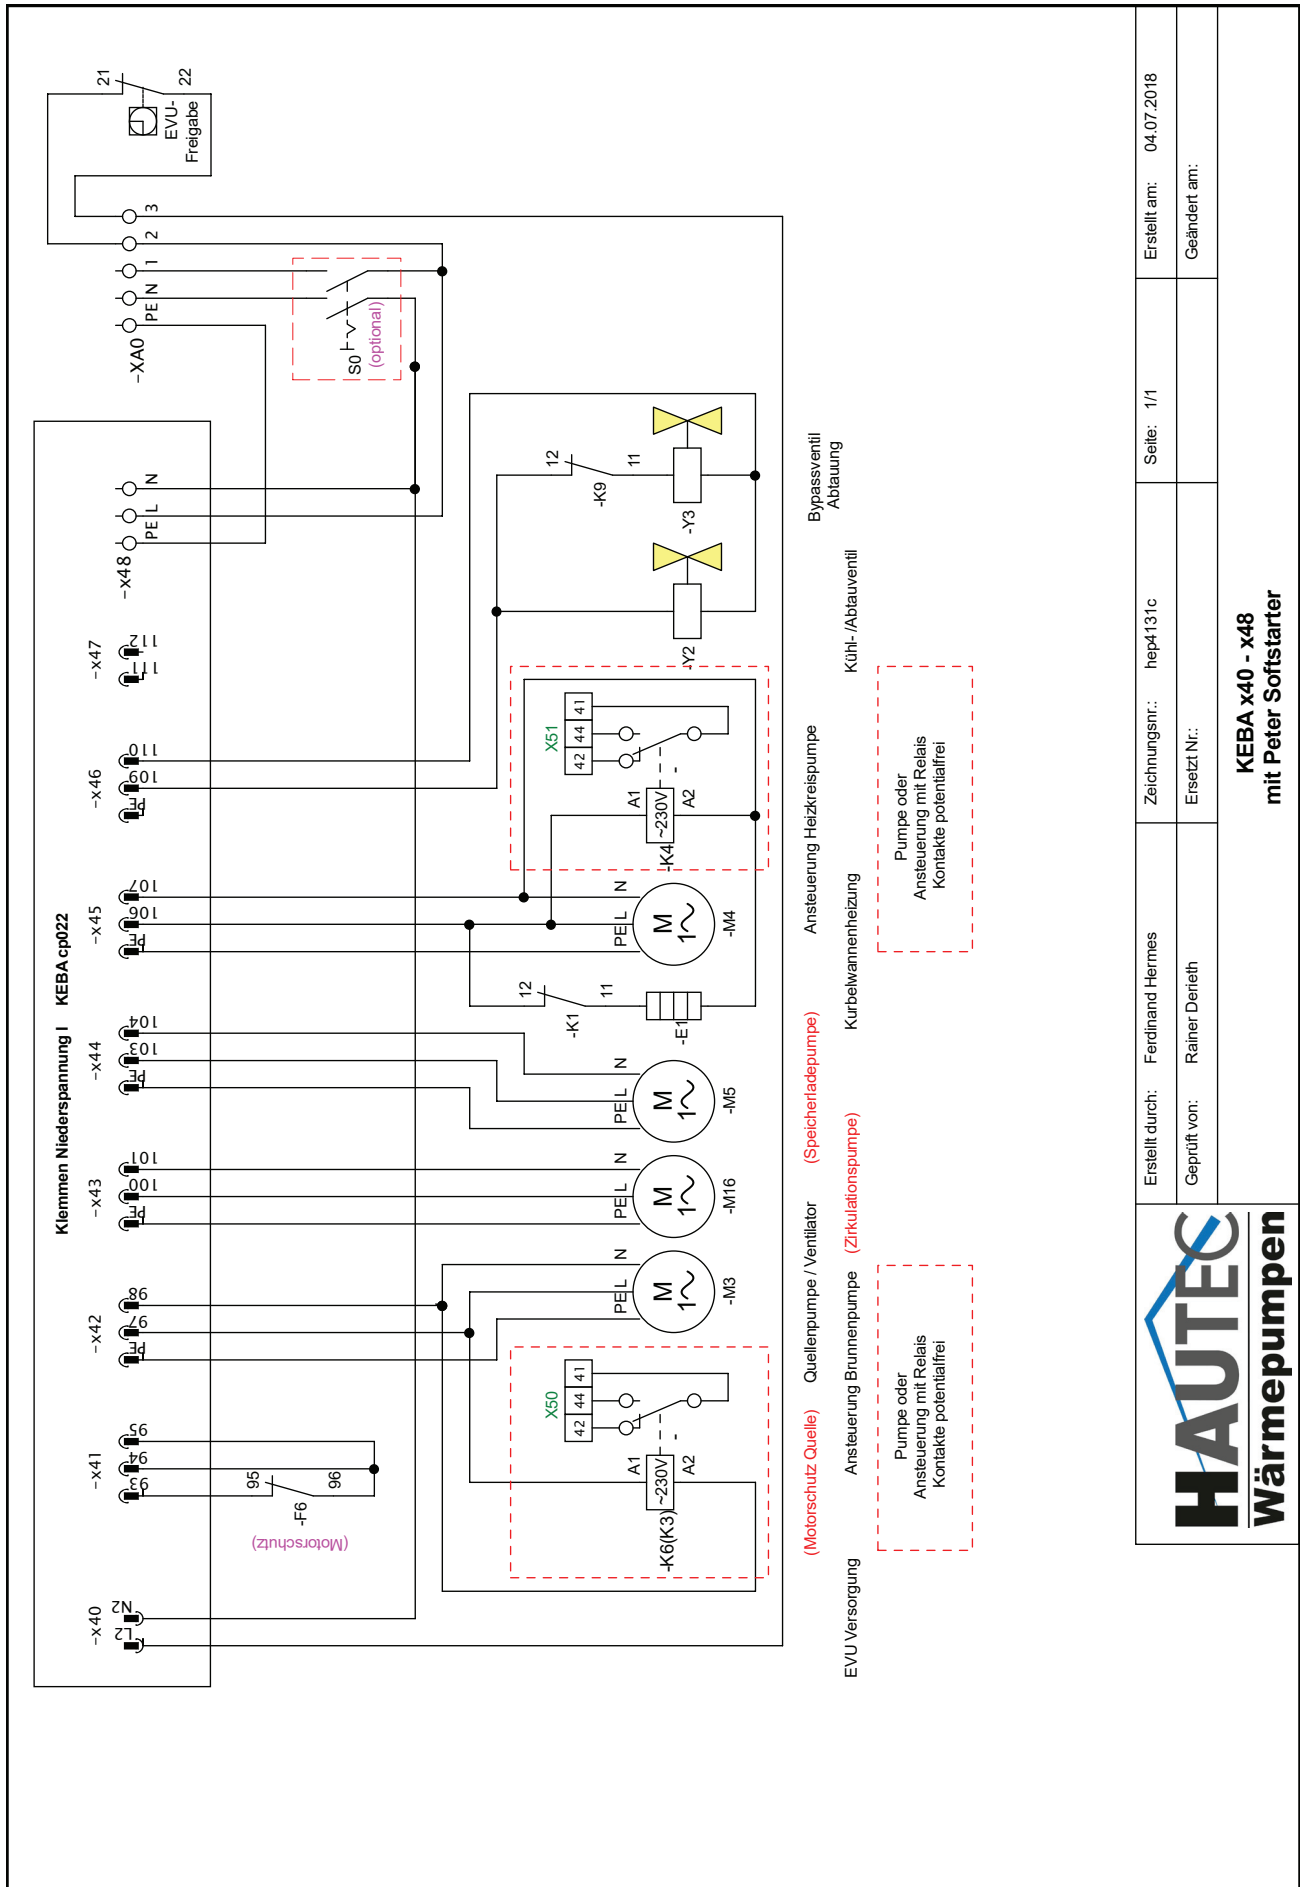 Klemmen Niederspannung I    KEBA cp022
-x40
L2 N2
-x41
93 94 95
-F6
95
96
(Motorschutz)
-x42
PE 97 98
-x43
PE 100 101
-x44
PE 103 104
-x45
PE 106 107
-x46
PE 109 110
-x47
111 112
-x48
PE L N
-XA0
PE N 1 2 3
S0
(optional)
21
22
EVU-
Freigabe
X50
42 44 41
A1
~230V
A2
-K6(K3)
PE L N
M
1~
-M3
PE L N
M
1~
-M16
PE L N
M
1~
-M5
12
11
-K1
-E1
PE L N
M
1~
-M4
X51
42 44 41
A1
~230V
A2
-K4
-Y2
12
11
-K9
-Y3
EVU Versorgung
(Motorschutz Quelle)
Ansteuerung Brunnenpumpe
Quellenpumpe / Ventilator
(Zirkulationspumpe)
(Speicherladepumpe)
Kurbelwannenheizung
Ansteuerung Heizkreispumpe
Kühl- /Abtauventil
Bypassventil
Abtauung
Pumpe oder
Ansteuerung mit Relais
Kontakte potentialfrei
Pumpe oder
Ansteuerung mit Relais
Kontakte potentialfrei
HAUTEC
Wärmepumpen
Erstellt durch: Ferdinand Hermes
Zeichnungsnr.: hep4131c
Seite: 1/1
Erstellt am: 04.07.2018
Geprüft von: Rainer Derieth
Ersetzt Nr.:
Geändert am:
KEBA x40 - x48
mit Peter Softstarter